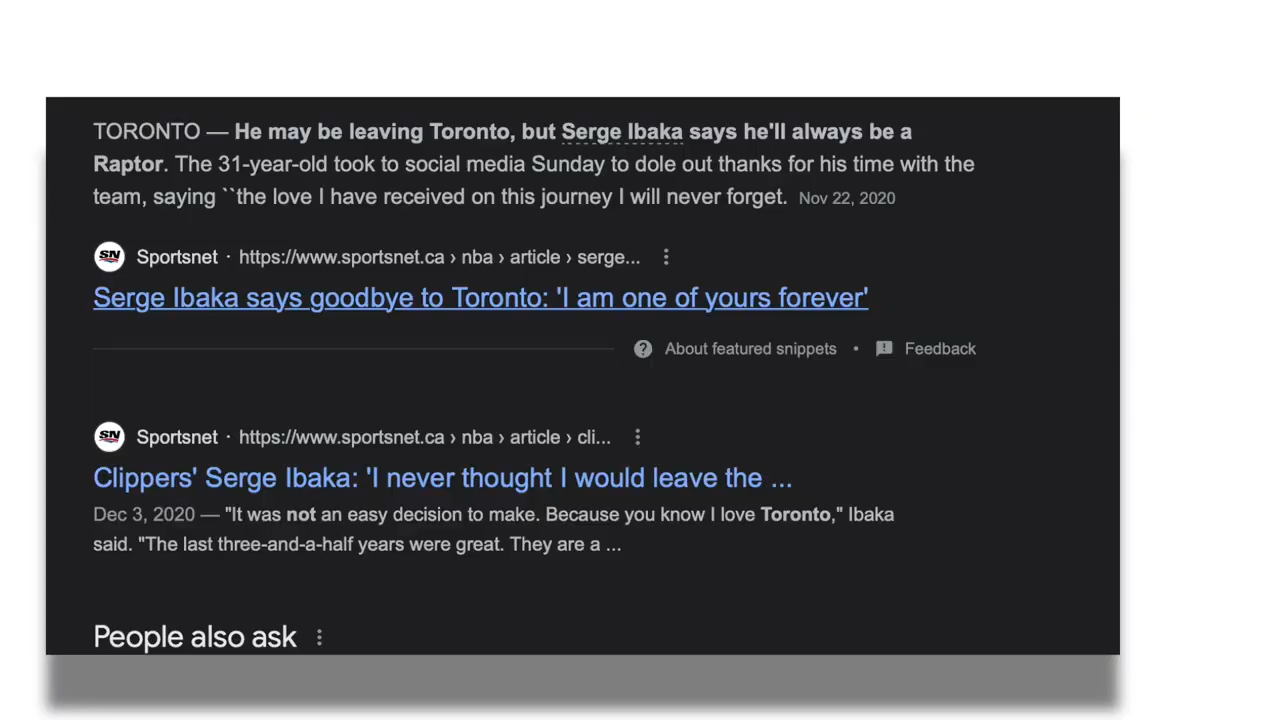 TORONTO — He may be leaving Toronto, but Serge Ibaka says he'll always be a
Raptor. The 31-year-old took to social media Sunday to dole out thanks for his time with the
team, saying ``the love I have received on this journey I will never forget. Nov 22, 2020
SN Sportsnet · https://www.sportsnet.ca › nba › article › serge...
Serge Ibaka says goodbye to Toronto: 'I am one of yours forever'
? About featured snippets • ! Feedback
SN Sportsnet · https://www.sportsnet.ca › nba › article › cli...
Clippers' Serge Ibaka: 'I never thought I would leave the ...
Dec 3, 2020 — "It was not an easy decision to make. Because you know I love Toronto," Ibaka
said. "The last three-and-a-half years were great. They are a ...
People also ask